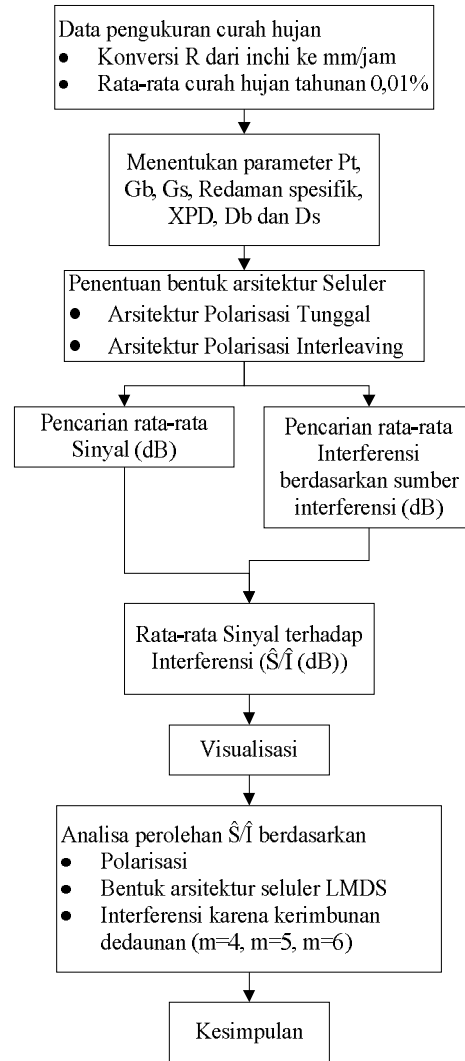 Data pengukuran curah hujan
● Konversi R dari inchi ke mm/jam
● Rata-rata curah hujan tahunan 0,01%
Menentukan parameter Pt,
Gb, Gs, Redaman spesifik,
XPD, Db dan Ds
Penentuan bentuk arsitektur Seluler
● Arsitektur Polarisasi Tunggal
● Arsitektur Polarisasi Interleaving
Pencarian rata-rata
Sinyal (dB)
Pencarian rata-rata
Interferensi
berdasarkan sumber
interferensi (dB)
Rata-rata Sinyal terhadap
Interferensi (Ŝ/Î (dB))
Visualisasi
Analisa perolehan Ŝ/Î berdasarkan
● Polarisasi
● Bentuk arsitektur seluler LMDS
● Interferensi karena kerimbunan
dedaunan (m=4, m=5, m=6)
Kesimpulan